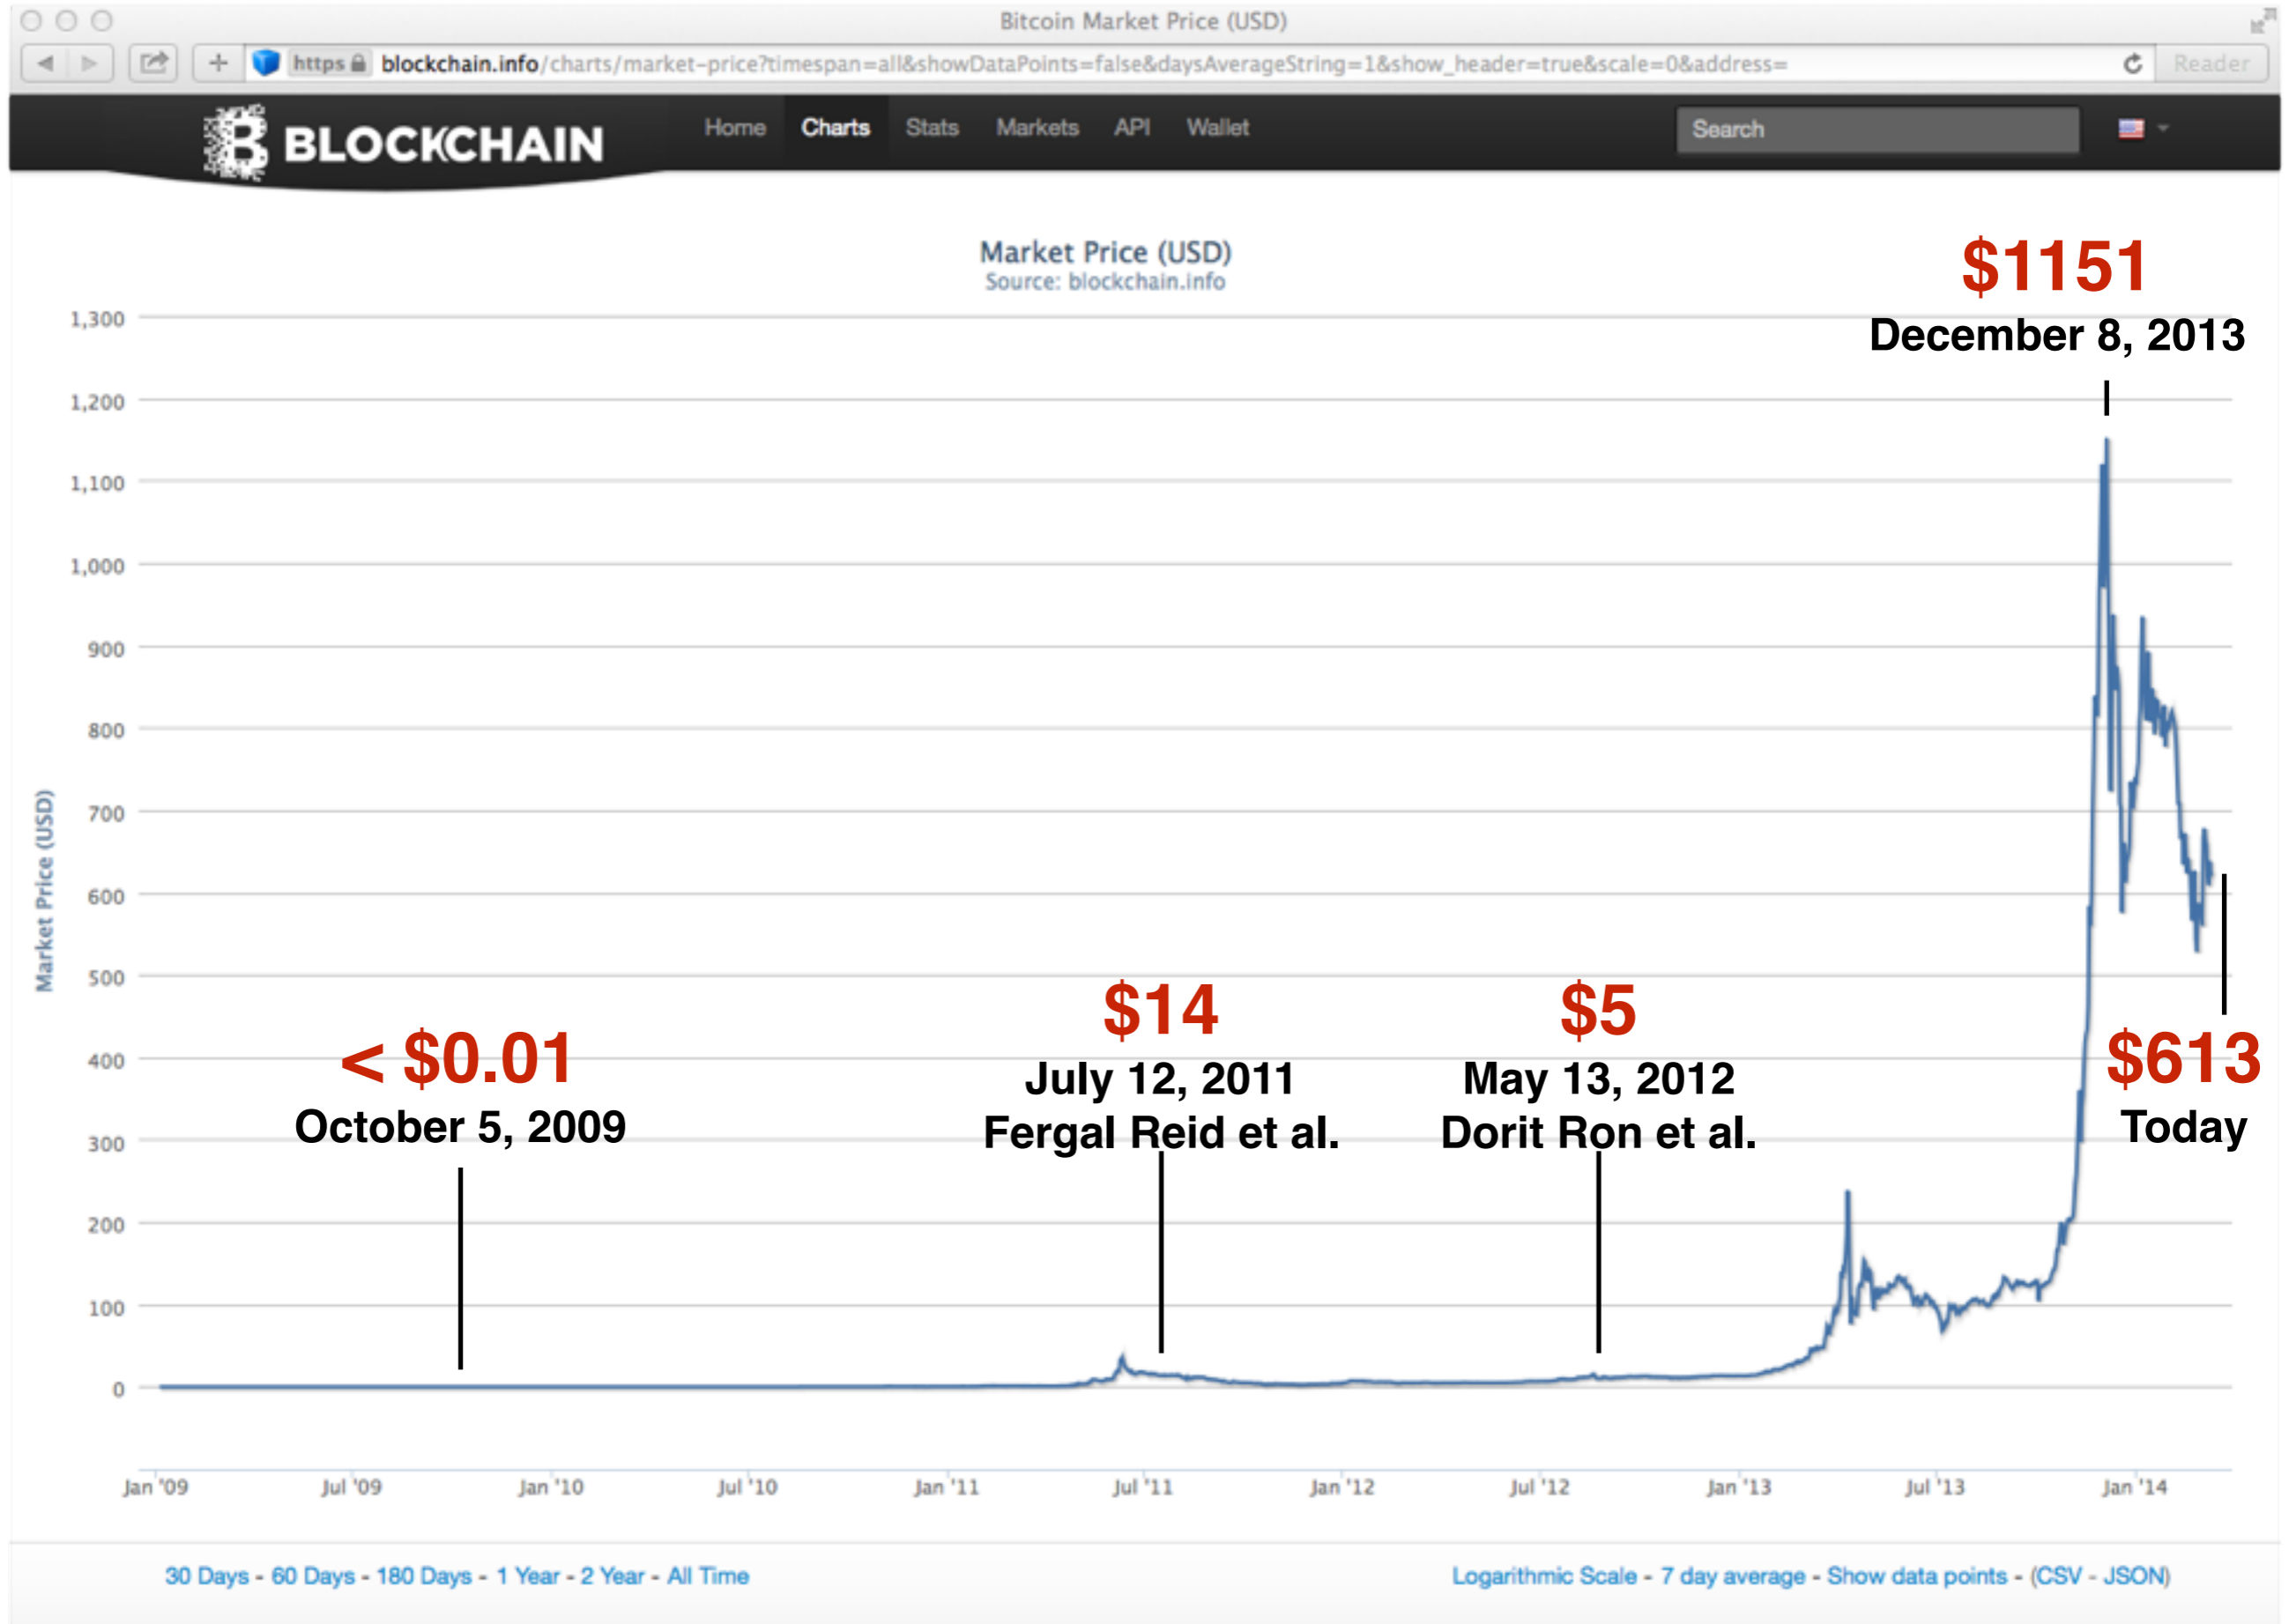 Bitcoin Market Price (USD)
https blockchain.info/charts/market-price?timespan=all&showDataPoints=false&daysAverageString=1&show_header=true&scale=0&address=
Reader
BLOCKCHAIN
Home Charts Stats Markets API Wallet
Search
Market Price (USD)
Source: blockchain.info
$1151
December 8, 2013
1,300
1,200
1,100
1,000
900
800
700
600
500
400
300
200
100
0
Market Price (USD)
< $0.01
October 5, 2009
$14
July 12, 2011
Fergal Reid et al.
$5
May 13, 2012
Dorit Ron et al.
$613
Today
Jan '09 Jul '09 Jan '10 Jul '10 Jan '11 Jul '11 Jan '12 Jul '12 Jan '13 Jul '13 Jan '14
30 Days - 60 Days - 180 Days - 1 Year - 2 Year - All Time
Logarithmic Scale - 7 day average - Show data points - (CSV - JSON)